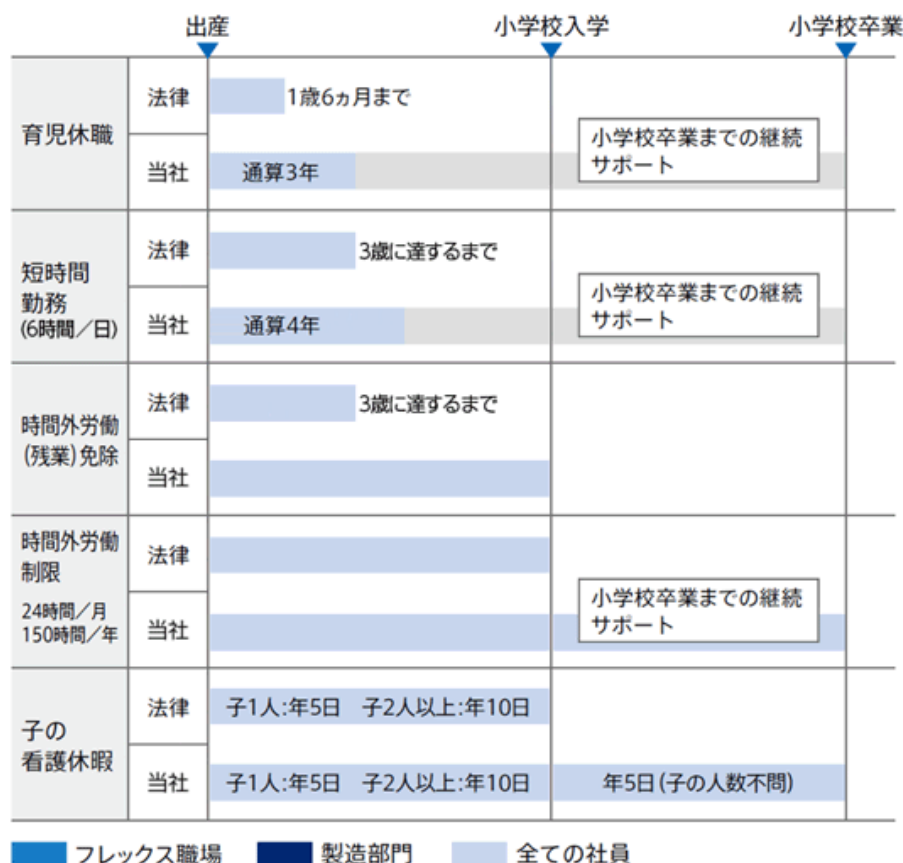 出産 小学校入学 小学校卒業
育児休職
法律 1歳6ヵ月まで
当社 通算3年
小学校卒業までの継続
サポート
短時間
勤務
(6時間/日)
法律 3歳に達するまで
当社 通算4年
小学校卒業までの継続
サポート
時間外労働
(残業)免除
法律 3歳に達するまで
当社
時間外労働
制限
24時間/月
150時間/年
法律
当社
小学校卒業までの継続
サポート
子の
看護休暇
法律 子1人:年5日 子2人以上:年10日
当社 子1人:年5日 子2人以上:年10日 年5日(子の人数不問)
フレックス職場 製造部門 全ての社員